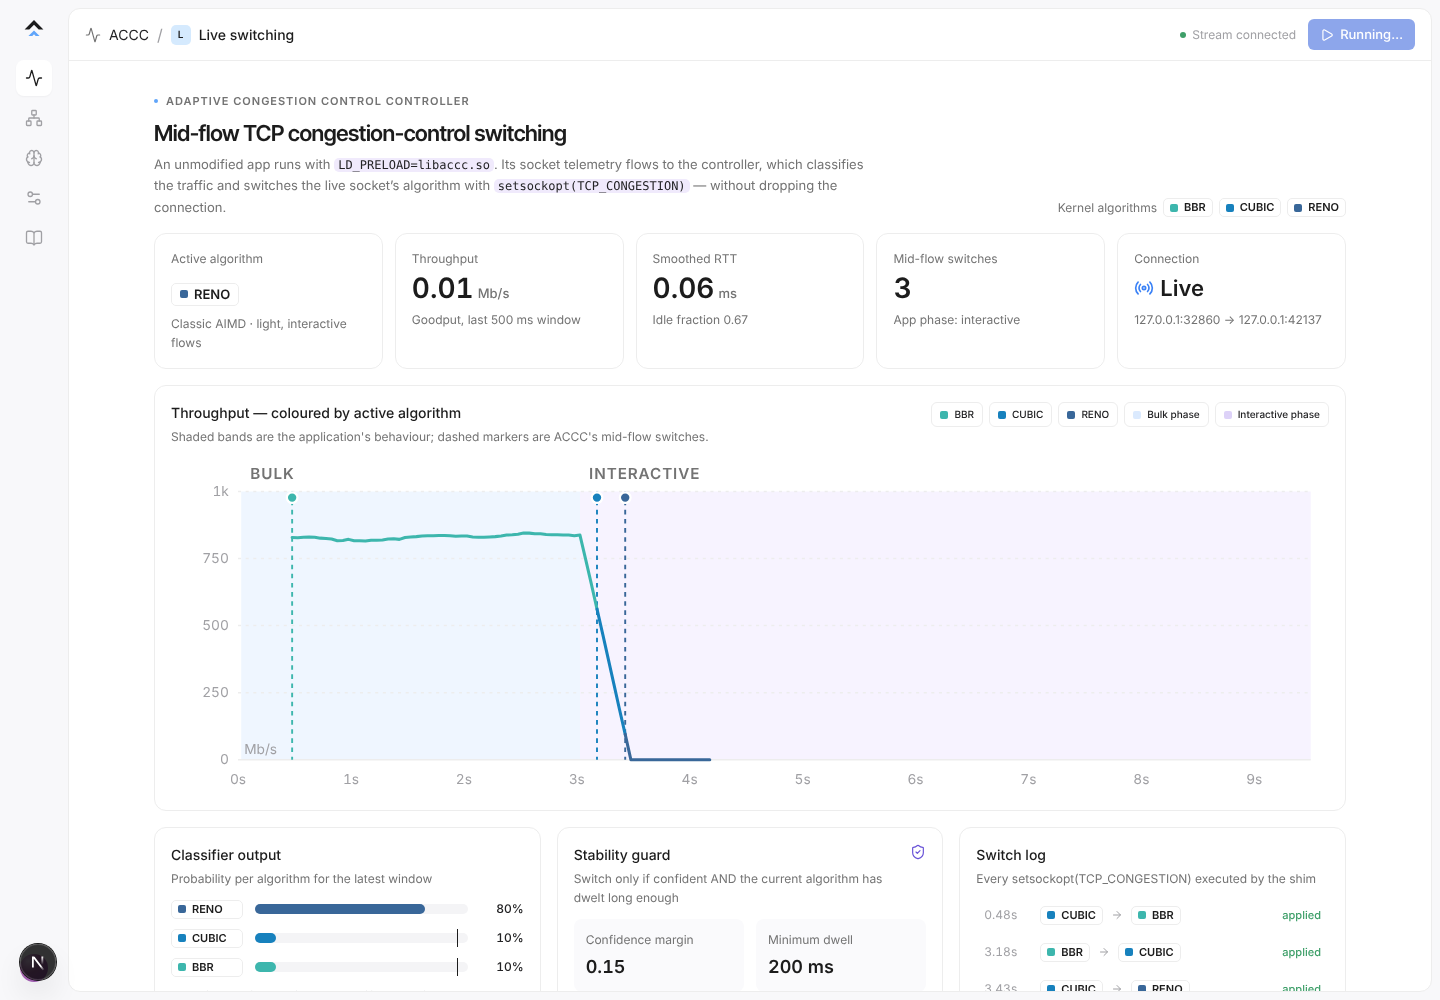 ACCC / L Live switching
Stream connected
Running...
ADAPTIVE CONGESTION CONTROL CONTROLLER
Mid-flow TCP congestion-control switching
An unmodified app runs with LD_PRELOAD=libaccc.so. Its socket telemetry flows to the controller, which classifies
the traffic and switches the live socket's algorithm with setsockopt(TCP_CONGESTION) — without dropping the
connection.
Kernel algorithms BBR CUBIC RENO
Active algorithm
RENO
Classic AIMD · light, interactive
flows
Throughput
0.01 Mb/s
Goodput, last 500 ms window
Smoothed RTT
0.06 ms
Idle fraction 0.67
Mid-flow switches
3
App phase: interactive
Connection
Live
127.0.0.1:32860 → 127.0.0.1:42137
Throughput — coloured by active algorithm
Shaded bands are the application's behaviour; dashed markers are ACCC's mid-flow switches.
BBR CUBIC RENO Bulk phase Interactive phase
BULK INTERACTIVE
1k
750
500
250
Mb/s
0
0s 1s 2s 3s 4s 5s 6s 7s 8s 9s
Classifier output
Probability per algorithm for the latest window
RENO 80%
CUBIC 10%
BBR 10%
Stability guard
Switch only if confident AND the current algorithm has
dwelt long enough
Confidence margin
0.15
Minimum dwell
200 ms
Switch log
Every setsockopt(TCP_CONGESTION) executed by the shim
0.48s CUBIC → BBR applied
3.18s BBR → CUBIC applied
3.43s CUBIC → RENO applied
N